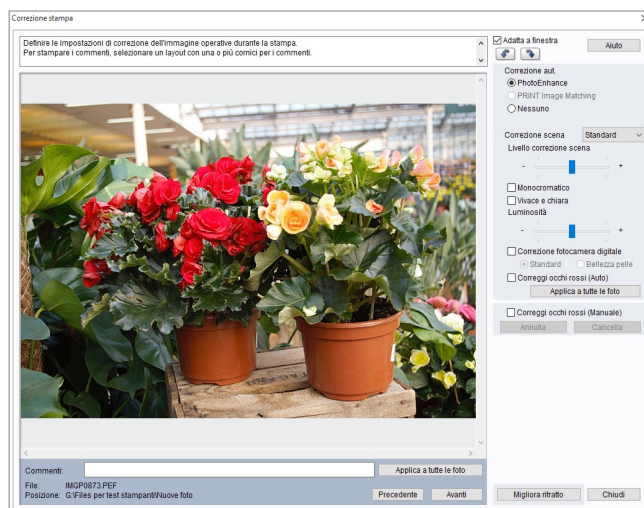 Correzione stampa
Definire le impostazioni di correzione dell'immagine operative durante la stampa.
Per stampare i commenti, selezionare un layout con una o più cornici per i commenti.
Adatta a finestra
Aiuto
Correzione aut.
PhotoEnhance
PRINT Image Matching
Nessuno
Correzione scena Standard
Livello correzione scena
- +
Monocromatico
Vivace e chiara
Luminosità
- +
Correzione fotocamera digitale
Standard Bellezza pelle
Correggi occhi rossi (Auto)
Applica a tutte le foto
Correggi occhi rossi (Manuale)
Annulla Cancella
Commenti: Applica a tutte le foto
File: IMGP0873.PEF
Posizione: G:\Files per test stampanti\Nuove foto
Precedente Avanti
Migliora ritratto Chiudi